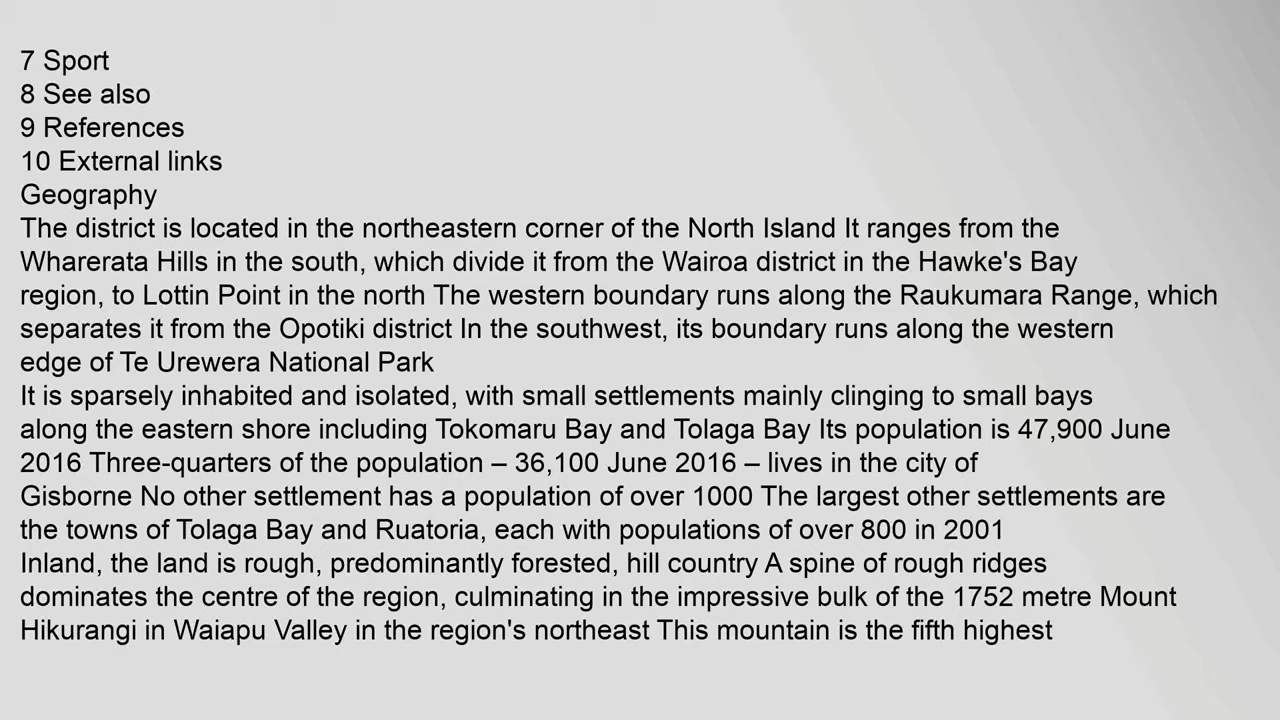 7 Sport
8 See also
9 References
10 External links
Geography
The district is located in the northeastern corner of the North Island It ranges from the
Wharerata Hills in the south, which divide it from the Wairoa district in the Hawke's Bay
region, to Lottin Point in the north The western boundary runs along the Raukumara Range, which
separates it from the Opotiki district In the southwest, its boundary runs along the western
edge of Te Urewera National Park
It is sparsely inhabited and isolated, with small settlements mainly clinging to small bays
along the eastern shore including Tokomaru Bay and Tolaga Bay Its population is 47,900 June
2016 Three-quarters of the population – 36,100 June 2016 – lives in the city of
Gisborne No other settlement has a population of over 1000 The largest other settlements are
the towns of Tolaga Bay and Ruatoria, each with populations of over 800 in 2001
Inland, the land is rough, predominantly forested, hill country A spine of rough ridges
dominates the centre of the region, culminating in the impressive bulk of the 1752 metre Mount
Hikurangi in Waiapu Valley in the region's northeast This mountain is the fifth highest